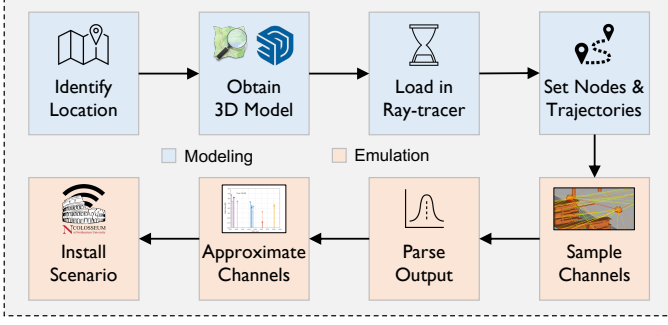 Identify
Location
Obtain
3D Model
Load in
Ray-tracer
Set Nodes &
Trajectories
Modeling
Emulation
COLOSSEUM
Install
Scenario
Approximate
Channels
Parse
Output
Sample
Channels